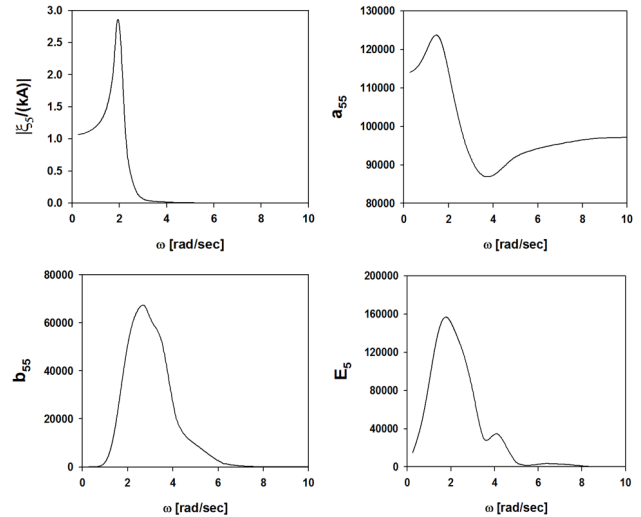 |ξ5/(kA)|
3.0
2.5
2.0
1.5
1.0
0.5
0.0
0 2 4 6 8 10
ω [rad/sec]
a55
130000
120000
110000
100000
90000
80000
0 2 4 6 8 10
ω [rad/sec]
b55
80000
60000
40000
20000
0
0 2 4 6 8 10
ω [rad/sec]
E5
200000
160000
120000
80000
40000
0
0 2 4 6 8 10
ω [rad/sec]